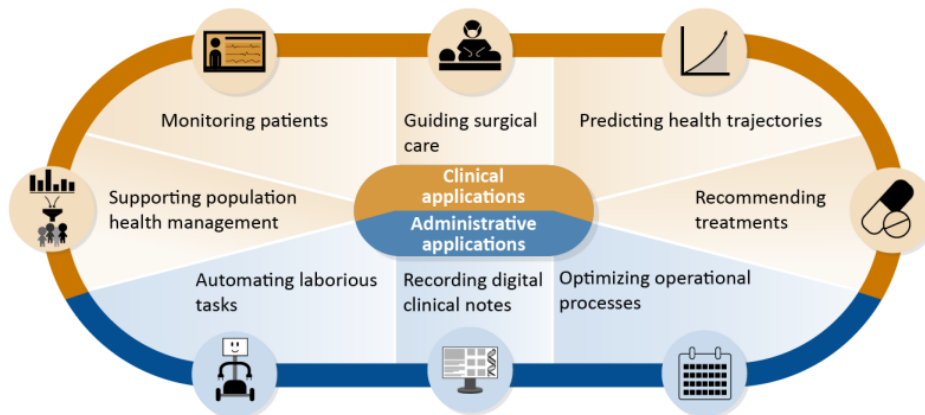 Monitoring patients
Guiding surgical
care
Predicting health trajectories
Supporting population
health management
Clinical
applications
Recommending
treatments
Administrative
applications
Automating laborious
tasks
Recording digital
clinical notes
Optimizing operational
processes